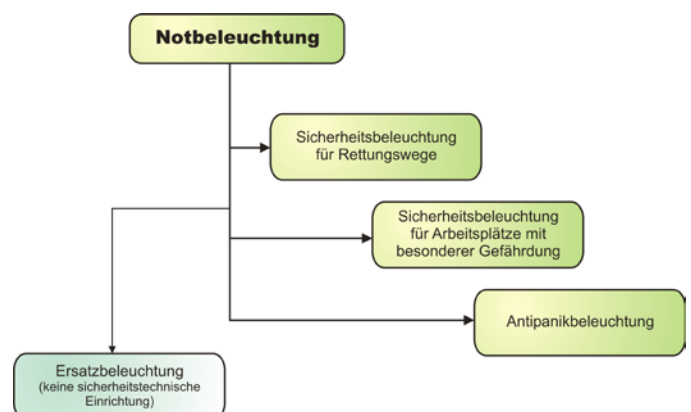 Notbeleuchtung
Sicherheitsbeleuchtung
für Rettungswege
Sicherheitsbeleuchtung
für Arbeitsplätze mit
besonderer Gefährdung
Antipanikbeleuchtung
Ersatzbeleuchtung
(keine sicherheitstechnische
Einrichtung)